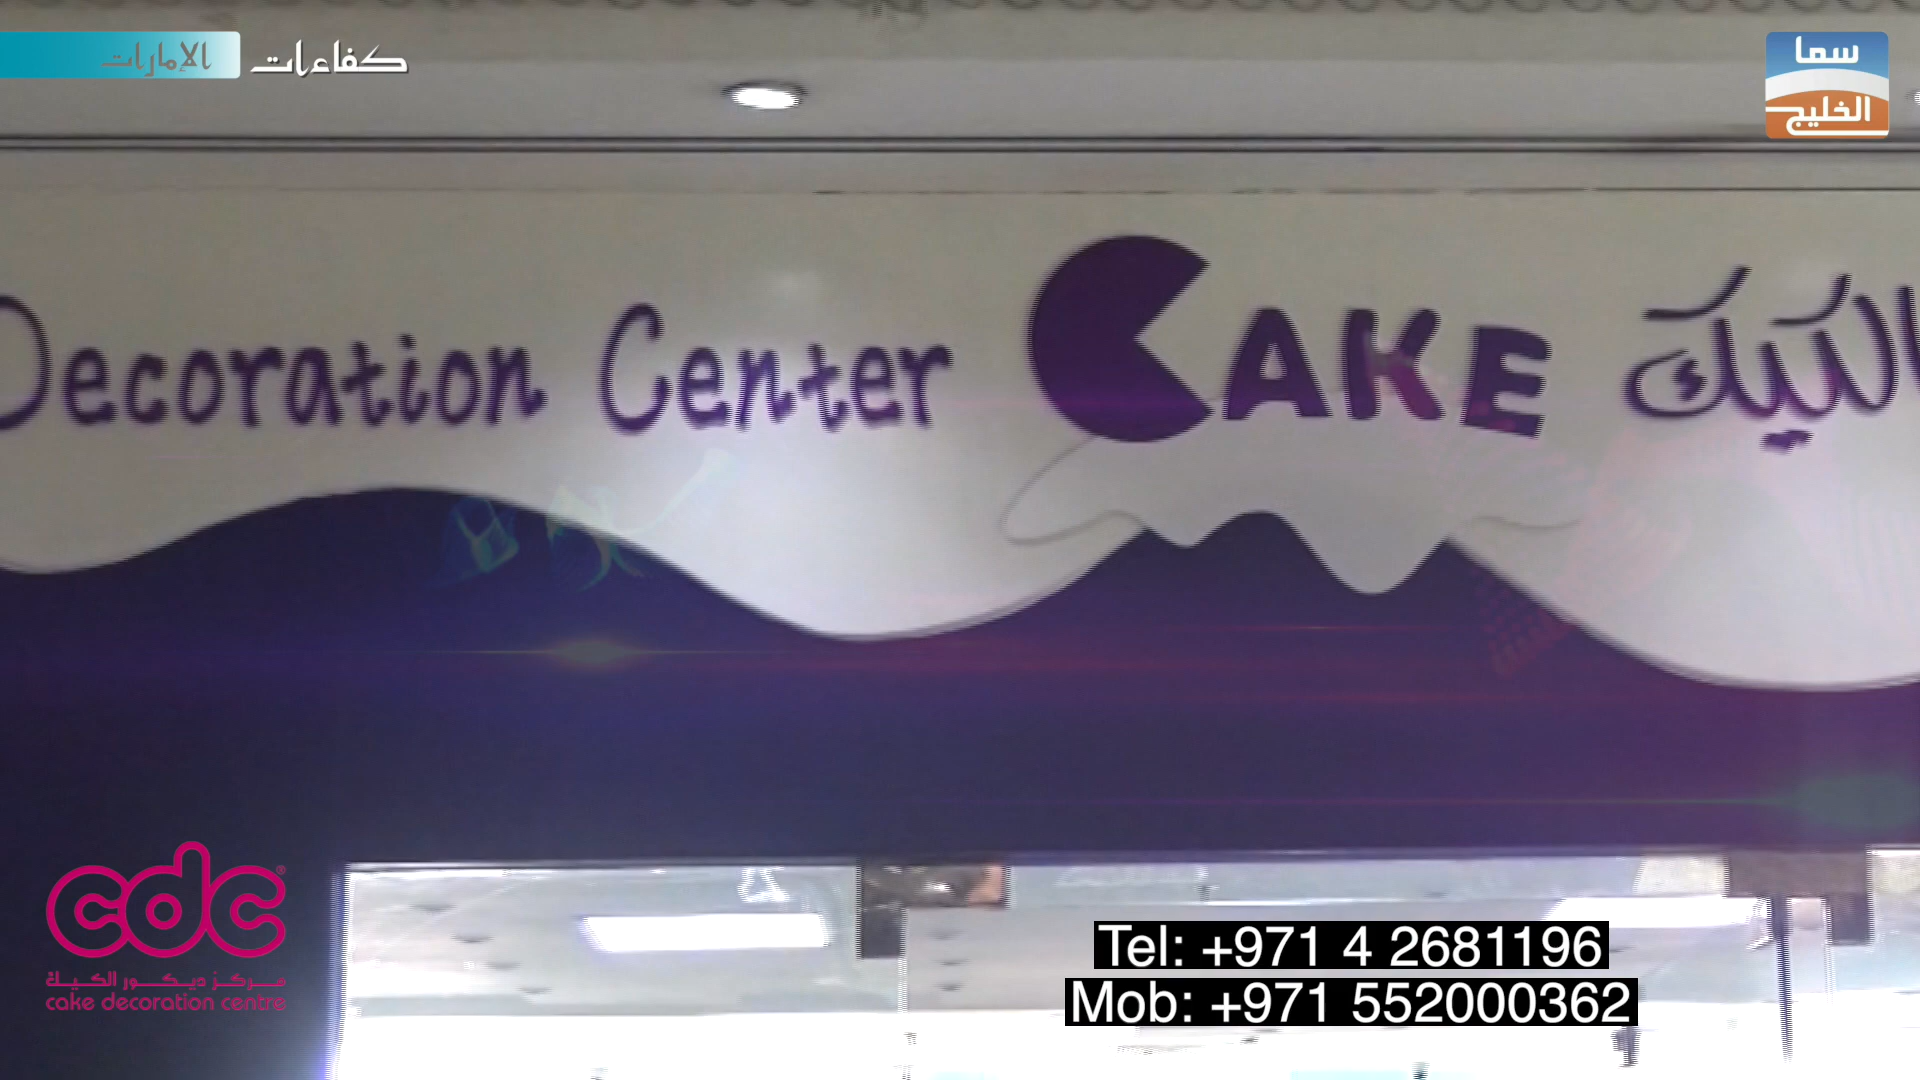 كفاءات الإمارات
سما
الخليج
Decoration Center CAKE الكيك
cdc
مركز ديكور الكيك
cake decoration centre
Tel: +971 4 2681196
Mob: +971 552000362